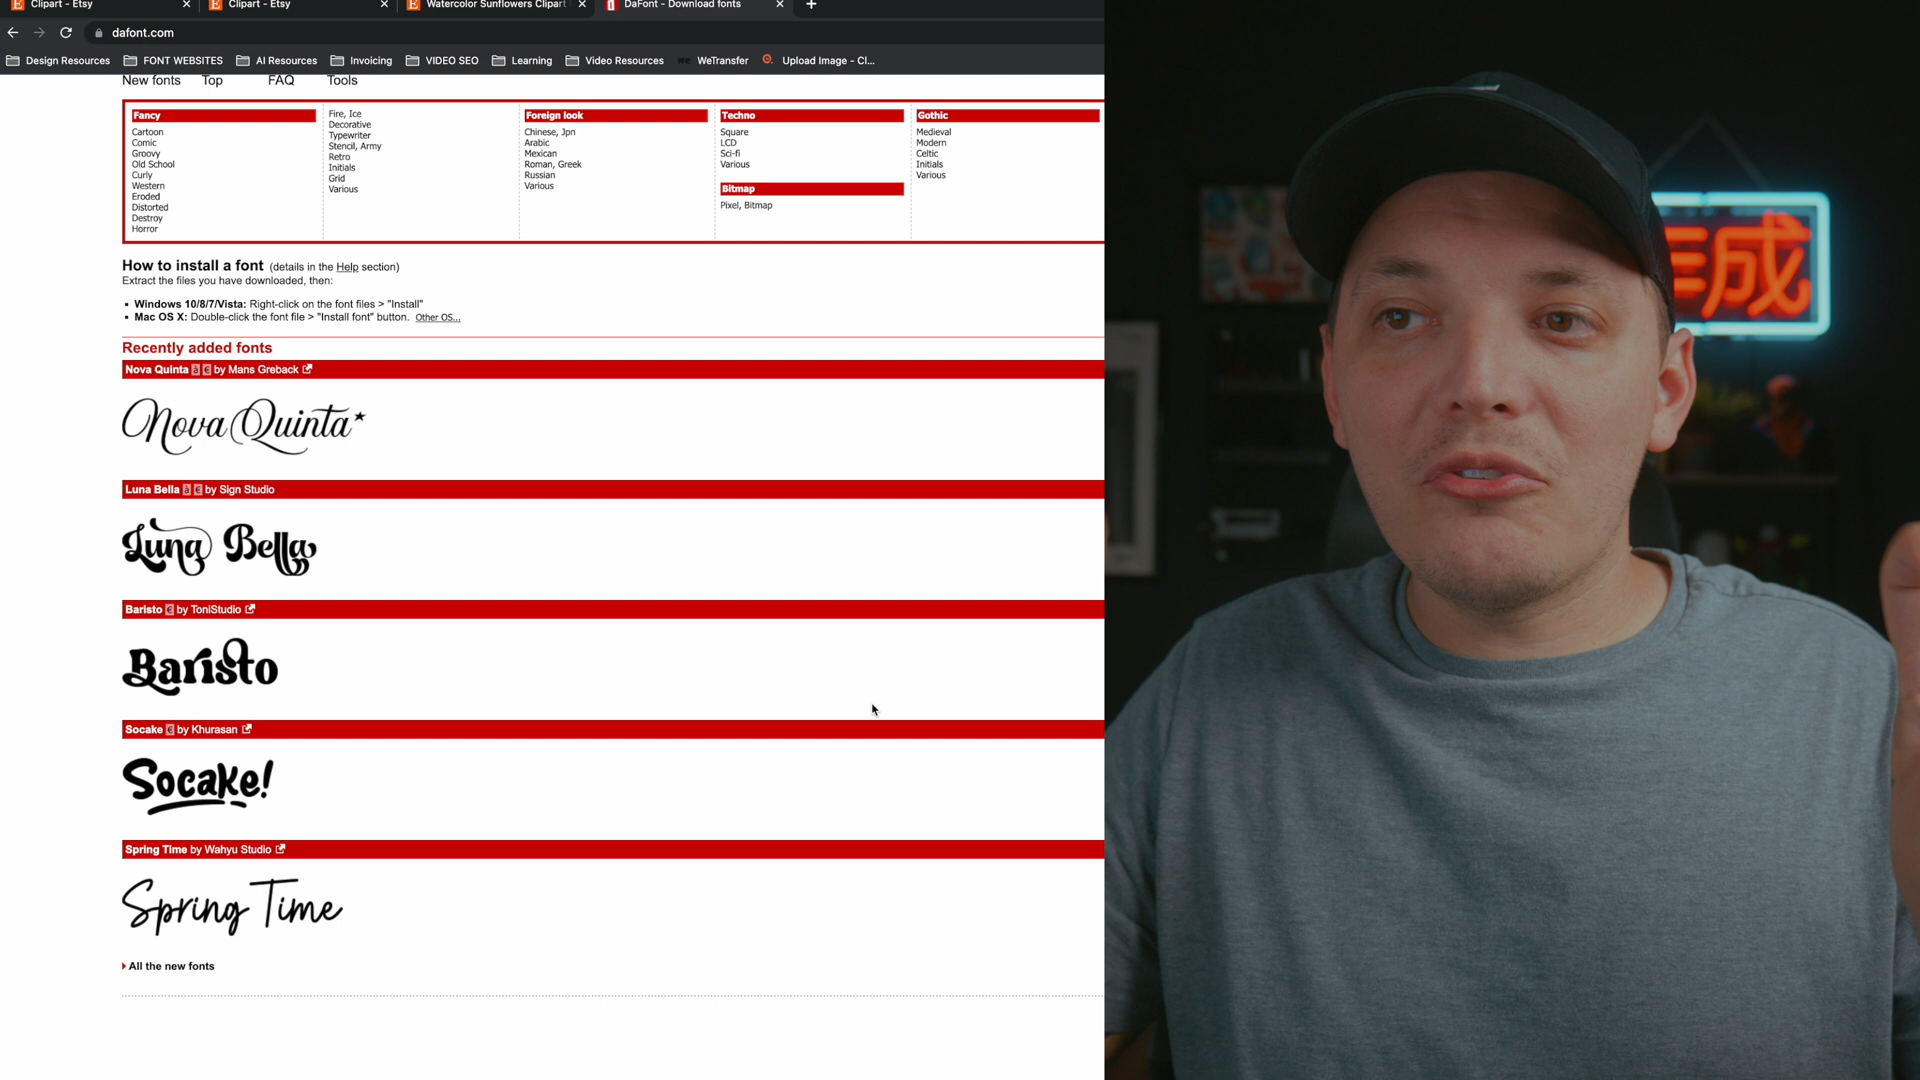 Clipart - Etsy
Clipart - Etsy
Watercolor Sunflowers Clipart
DaFont - Download fonts
dafont.com
Design Resources
FONT WEBSITES
AI Resources
Invoicing
VIDEO SEO
Learning
Video Resources
we WeTransfer
Upload Image - Cl...
New fonts
Top
FAQ
Tools
Fancy
Cartoon
Comic
Groovy
Old School
Curly
Western
Eroded
Distorted
Destroy
Horror
Fire, Ice
Decorative
Typewriter
Stencil, Army
Retro
Initials
Grid
Various
Foreign look
Chinese, Jpn
Arabic
Mexican
Roman, Greek
Russian
Various
Techno
Square
LCD
Sci-fi
Various
Bitmap
Pixel, Bitmap
Gothic
Medieval
Modern
Celtic
Initials
Various
How to install a font (details in the Help section)
Extract the files you have downloaded, then:
Windows 10/8/7/Vista: Right-click on the font files > "Install"
Mac OS X: Double-click the font file > "Install font" button. Other OS...
Recently added fonts
Nova Quinta à € by Mans Greback
Nova Quinta*
Luna Bella à € by Sign Studio
Luna Bella
Baristo € by ToniStudio
Baristo
Socake € by Khurasan
Socake!
Spring Time by Wahyu Studio
Spring Time
All the new fonts
成